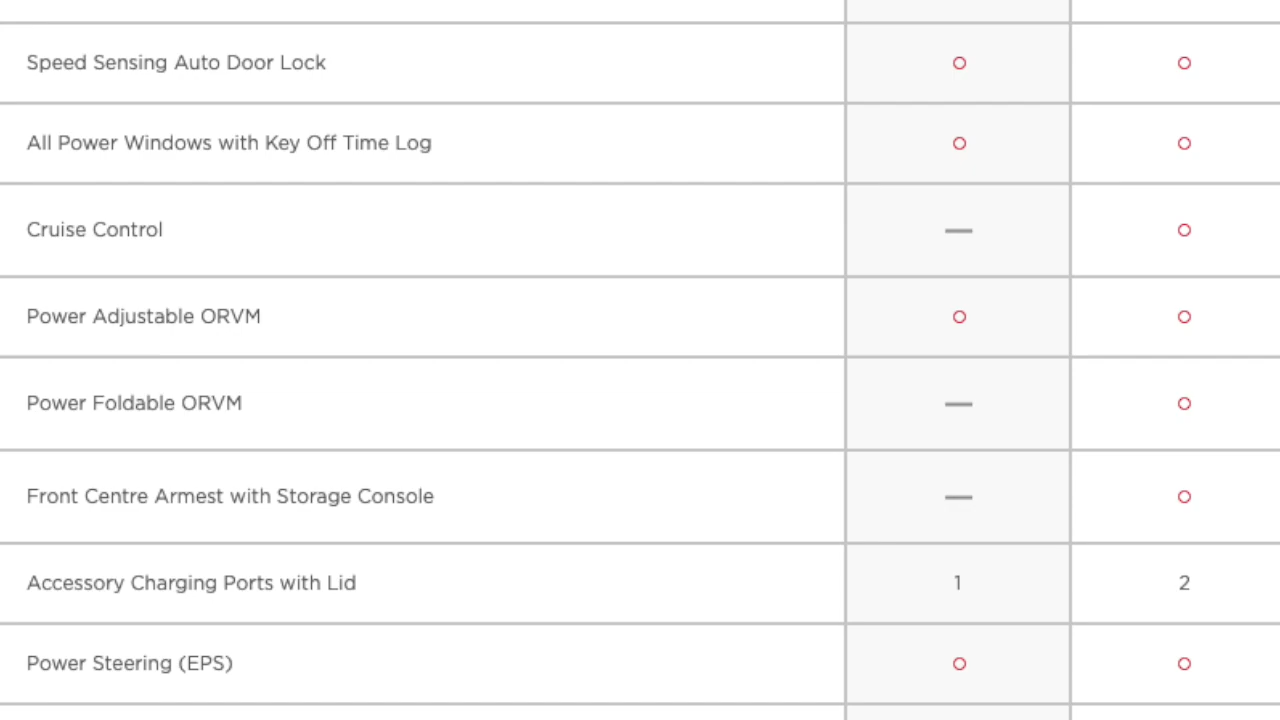 Speed Sensing Auto Door Lock
All Power Windows with Key Off Time Log
Cruise Control
Power Adjustable ORVM
Power Foldable ORVM
Front Centre Armest with Storage Console
Accessory Charging Ports with Lid 1 2
Power Steering (EPS)